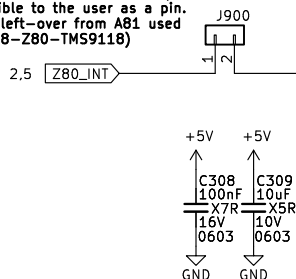 ible to the user as a pin.
left-over from A81 used
8-Z80-TMS9118)
J900
1 2
2,5 Z80_INT
+5V +5V
C308 C309
100nF 10uF
X7R X5R
16V 10V
0603 0603
GND GND